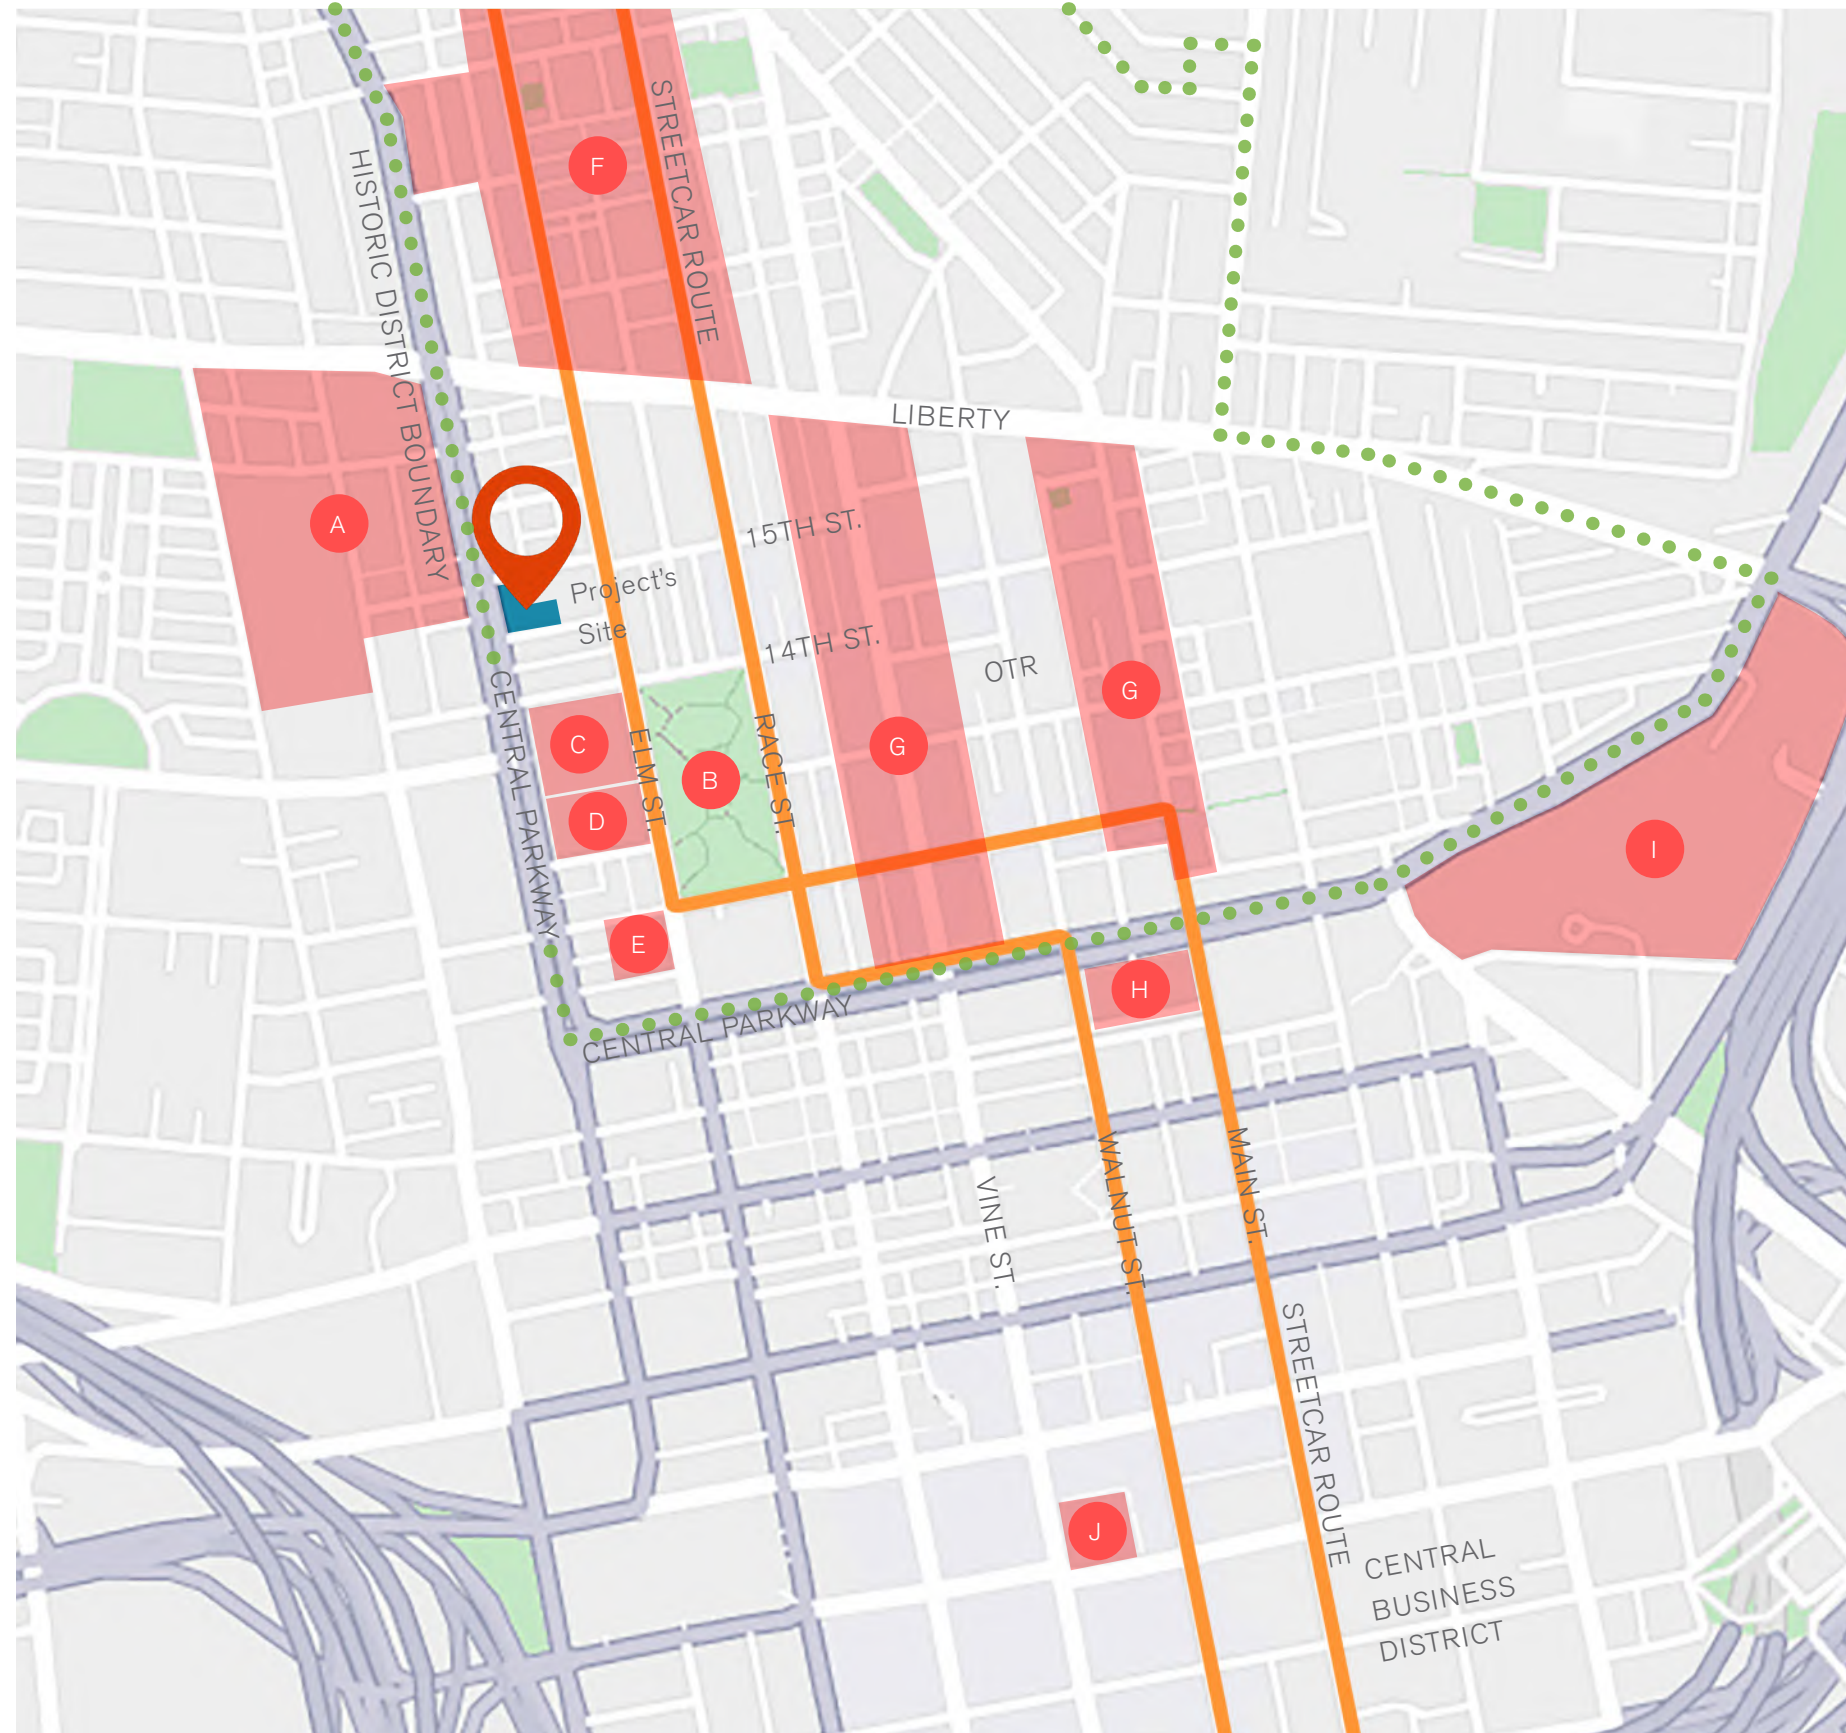 F
STREETCAR ROUTE
HISTORIC DISTRICT BOUNDARY
LIBERTY
A
15TH ST.
Project's
Site
14TH ST.
OTR
G
CENTRAL PARKWAY
C
ELM ST.
B
RACE ST.
G
D
I
E
H
CENTRAL PARKWAY
VINE ST.
WALNUT ST.
MAIN ST.
STREETCAR ROUTE
J
CENTRAL
BUSINESS
DISTRICT